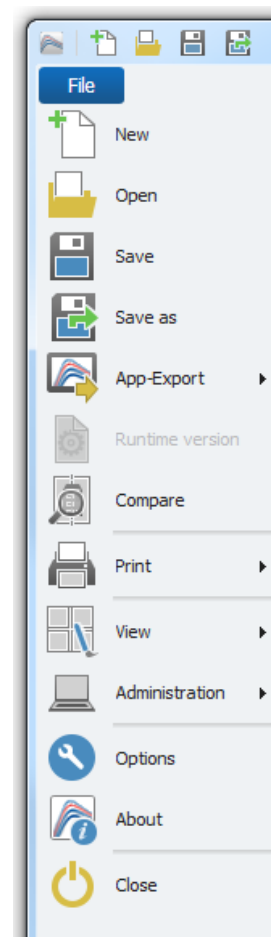 File
New
Open
Save
Save as
App-Export
Runtime version
Compare
Print
View
Administration
Options
About
Close